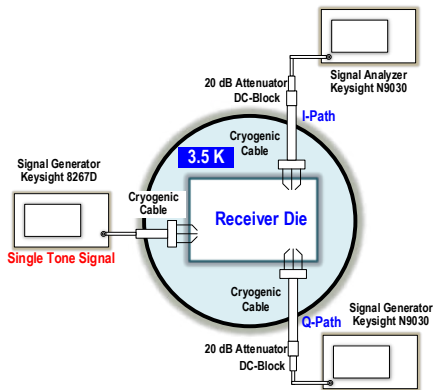 Signal Analyzer
Keysight N9030
20 dB Attenuator
DC-Block
I-Path
Cryogenic
Cable
3.5 K
Signal Generator
Keysight 8267D
Cryogenic
Cable
Receiver Die
Single Tone Signal
Cryogenic
Cable
Signal Generator
Keysight N9030
Q-Path
20 dB Attenuator
DC-Block